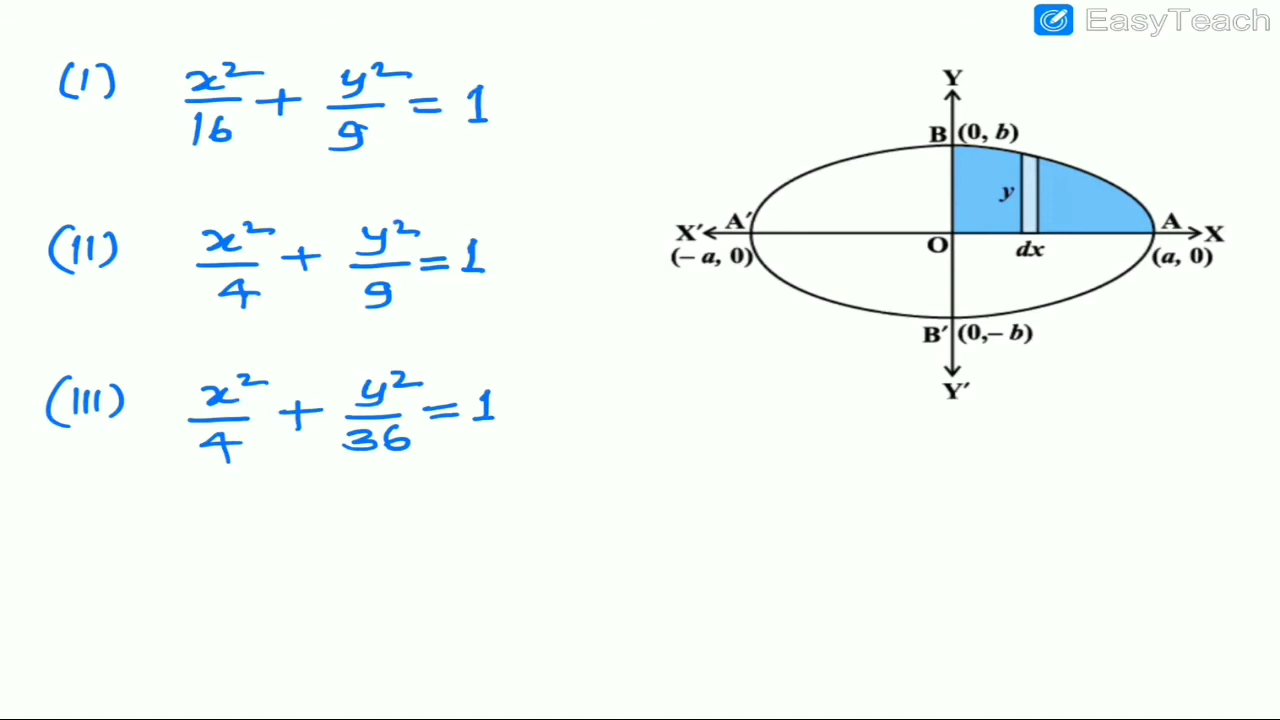 EasyTeach
(I) x²/16 + y²/9 = 1
(II) x²/4 + y²/9 = 1
(III) x²/4 + y²/36 = 1
Y
B (0, b)
y
X′ A′ A X
(– a, 0) O dx (a, 0)
B′ (0,– b)
Y′